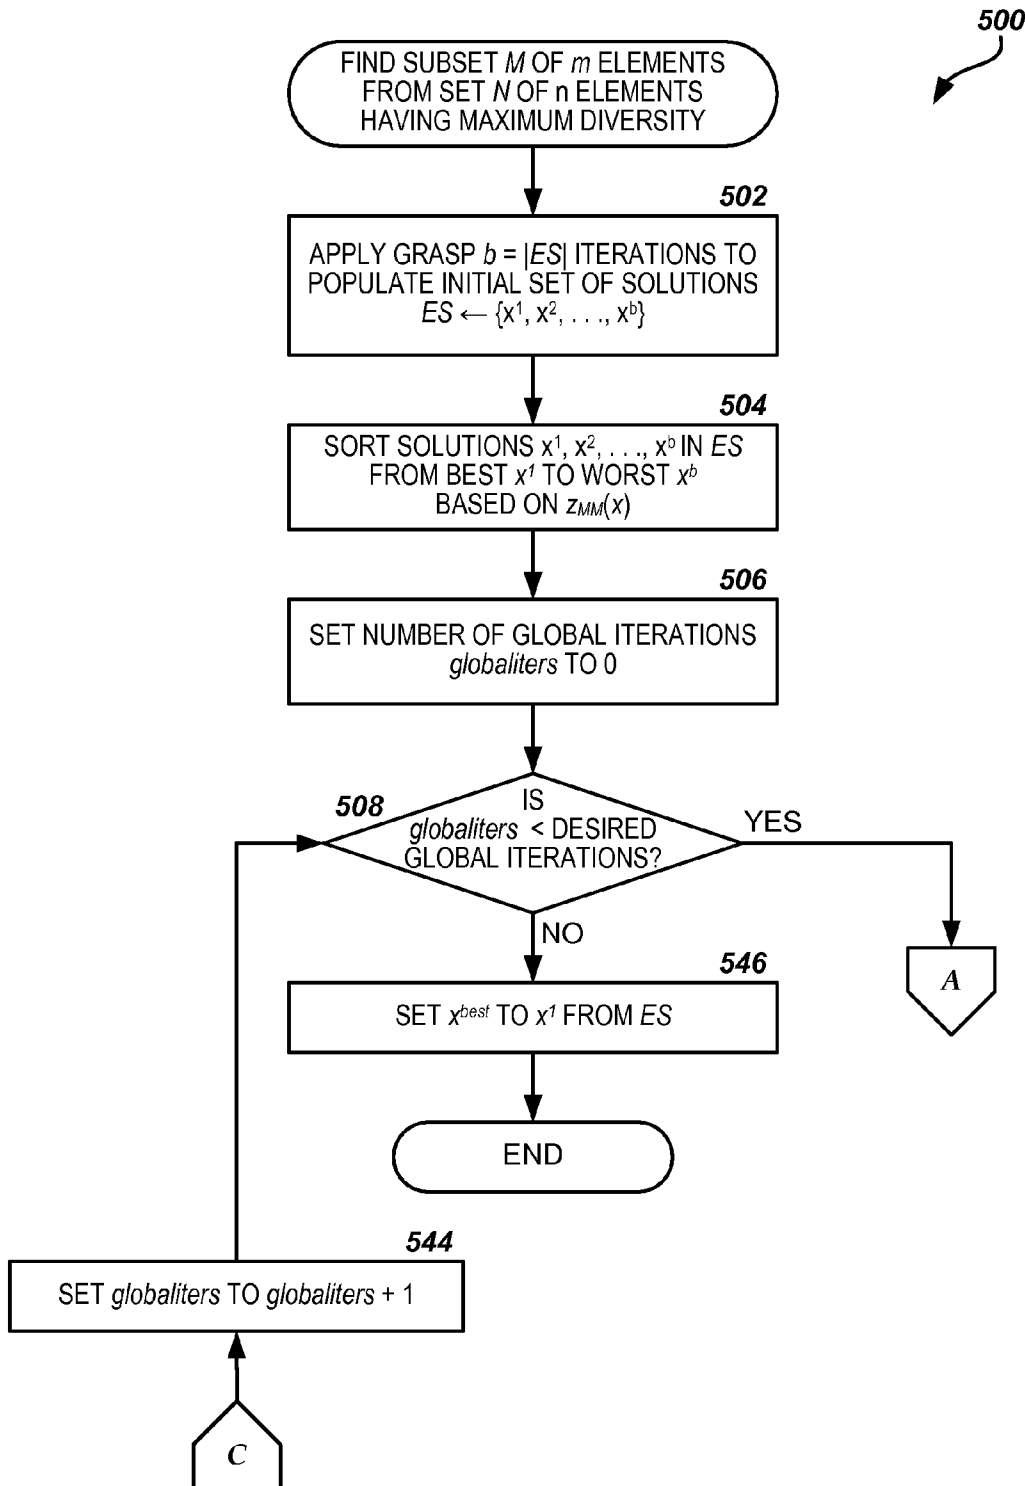 500
FIND SUBSET M OF m ELEMENTS
FROM SET N OF n ELEMENTS
HAVING MAXIMUM DIVERSITY
502
APPLY GRASP b = |ES| ITERATIONS TO
POPULATE INITIAL SET OF SOLUTIONS
ES ← {x¹, x², . . ., xᵇ}
504
SORT SOLUTIONS x¹, x², . . ., xᵇ IN ES
FROM BEST x¹ TO WORST xᵇ
BASED ON zMM(x)
506
SET NUMBER OF GLOBAL ITERATIONS
globaliters TO 0
508
IS
globaliters < DESIRED
GLOBAL ITERATIONS?
YES
NO
A
546
SET xbest TO x¹ FROM ES
END
544
SET globaliters TO globaliters + 1
C